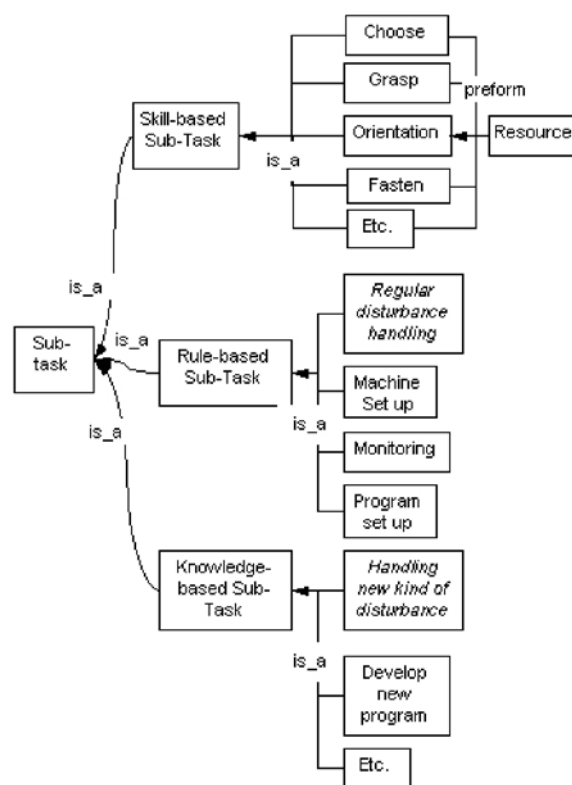 Choose
Grasp
preform
Skill-based
Sub-Task
Orientation
Resource
is_a
Fasten
Etc.
is_a
Regular
disturbance
handling
Sub-
task
is_a
Rule-based
Sub-Task
Machine
Set up
is_a
is_a
Monitoring
Program
set up
Knowledge-
based Sub-
Task
Handling
new kind of
disturbance
is_a
Develop
new
program
Etc.